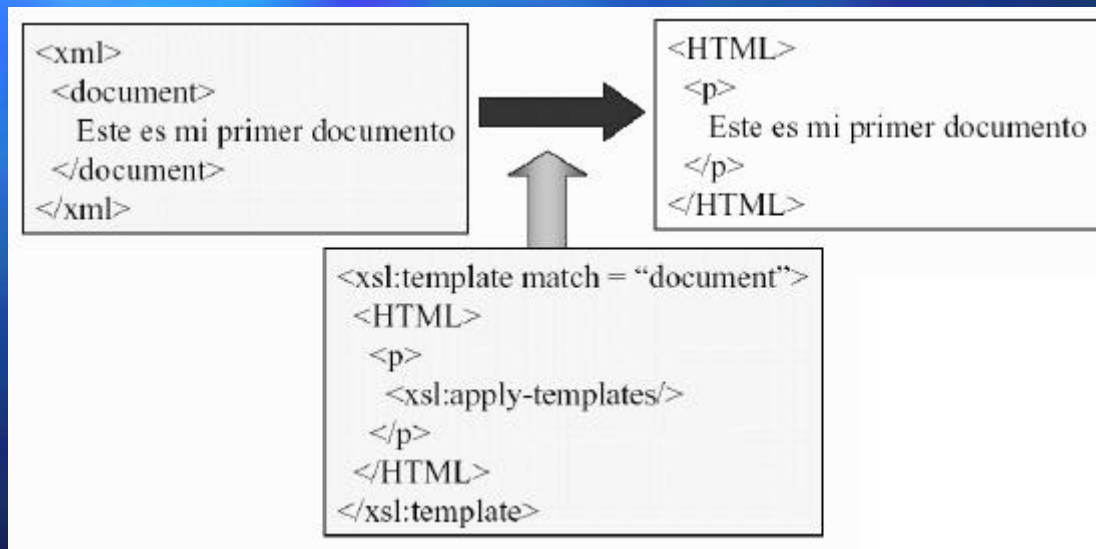 <xml>
<document>
Este es mi primer documento
</document>
</xml>
<HTML>
<p>
Este es mi primer documento
</p>
</HTML>
<xsl:template match = “document”>
<HTML>
<p>
<xsl:apply-templates/>
</p>
</HTML>
</xsl:template>